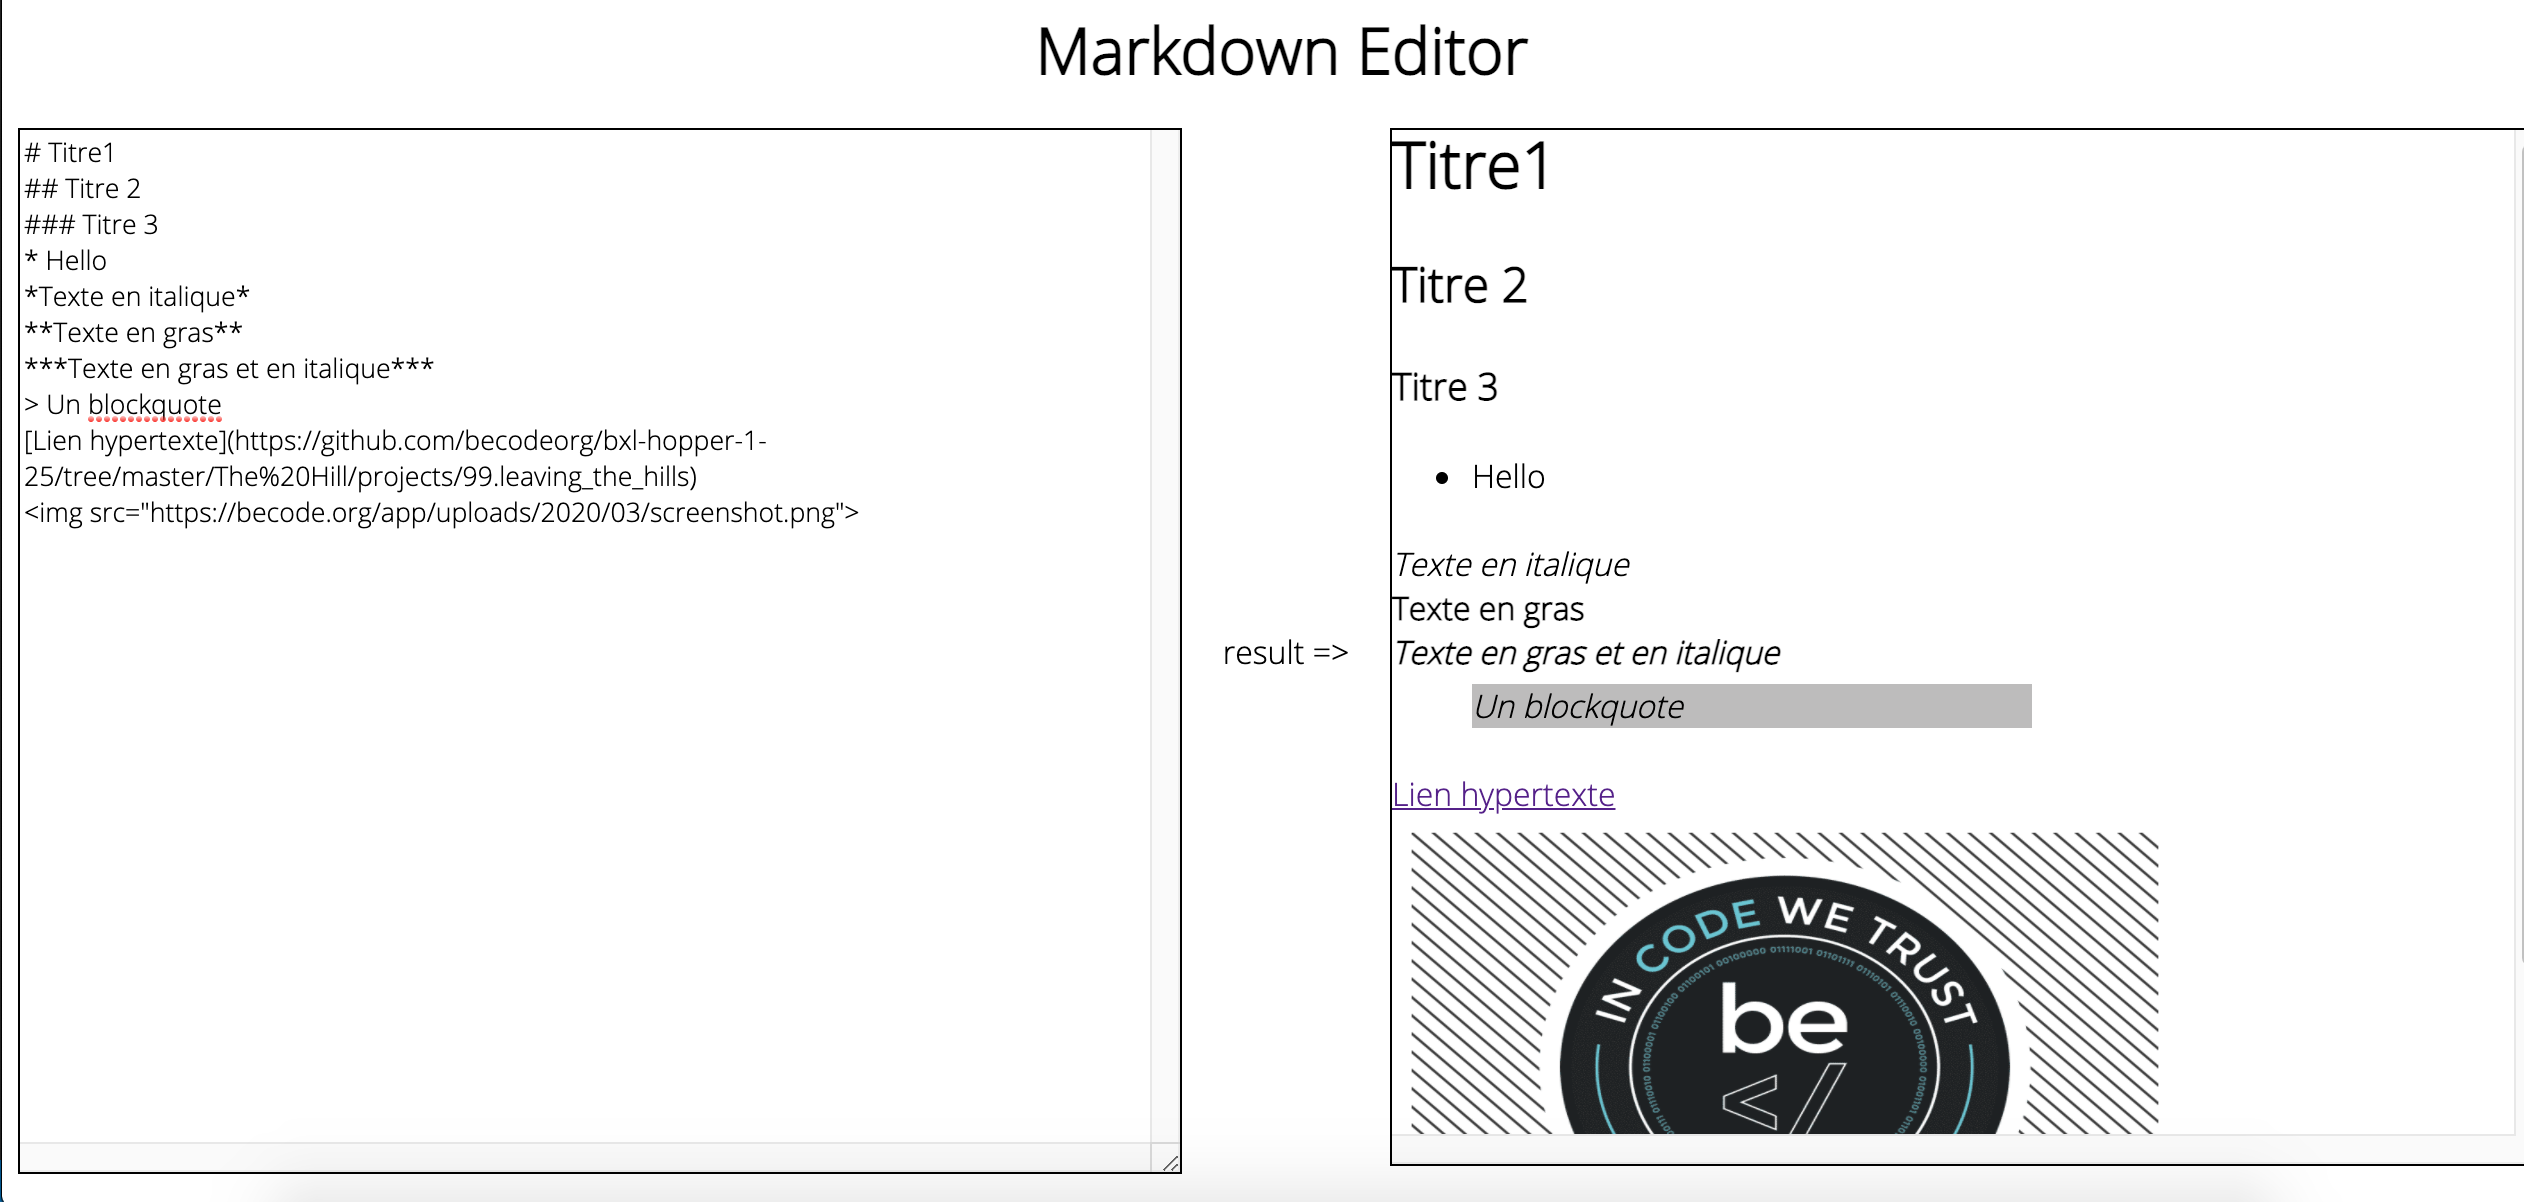 Markdown Editor
# Titre1
## Titre 2
### Titre 3
* Hello
*Texte en italique*
**Texte en gras**
***Texte en gras et en italique***
> Un blockquote
[Lien hypertexte](https://github.com/becodeorg/bxl-hopper-1-
25/tree/master/The%20Hill/projects/99.leaving_the_hills)
<img src="https://becode.org/app/uploads/2020/03/screenshot.png">
result =>
Titre1
Titre 2
Titre 3
• Hello
Texte en italique
Texte en gras
Texte en gras et en italique
Un blockquote
Lien hypertexte
IN CODE WE TRUST
be